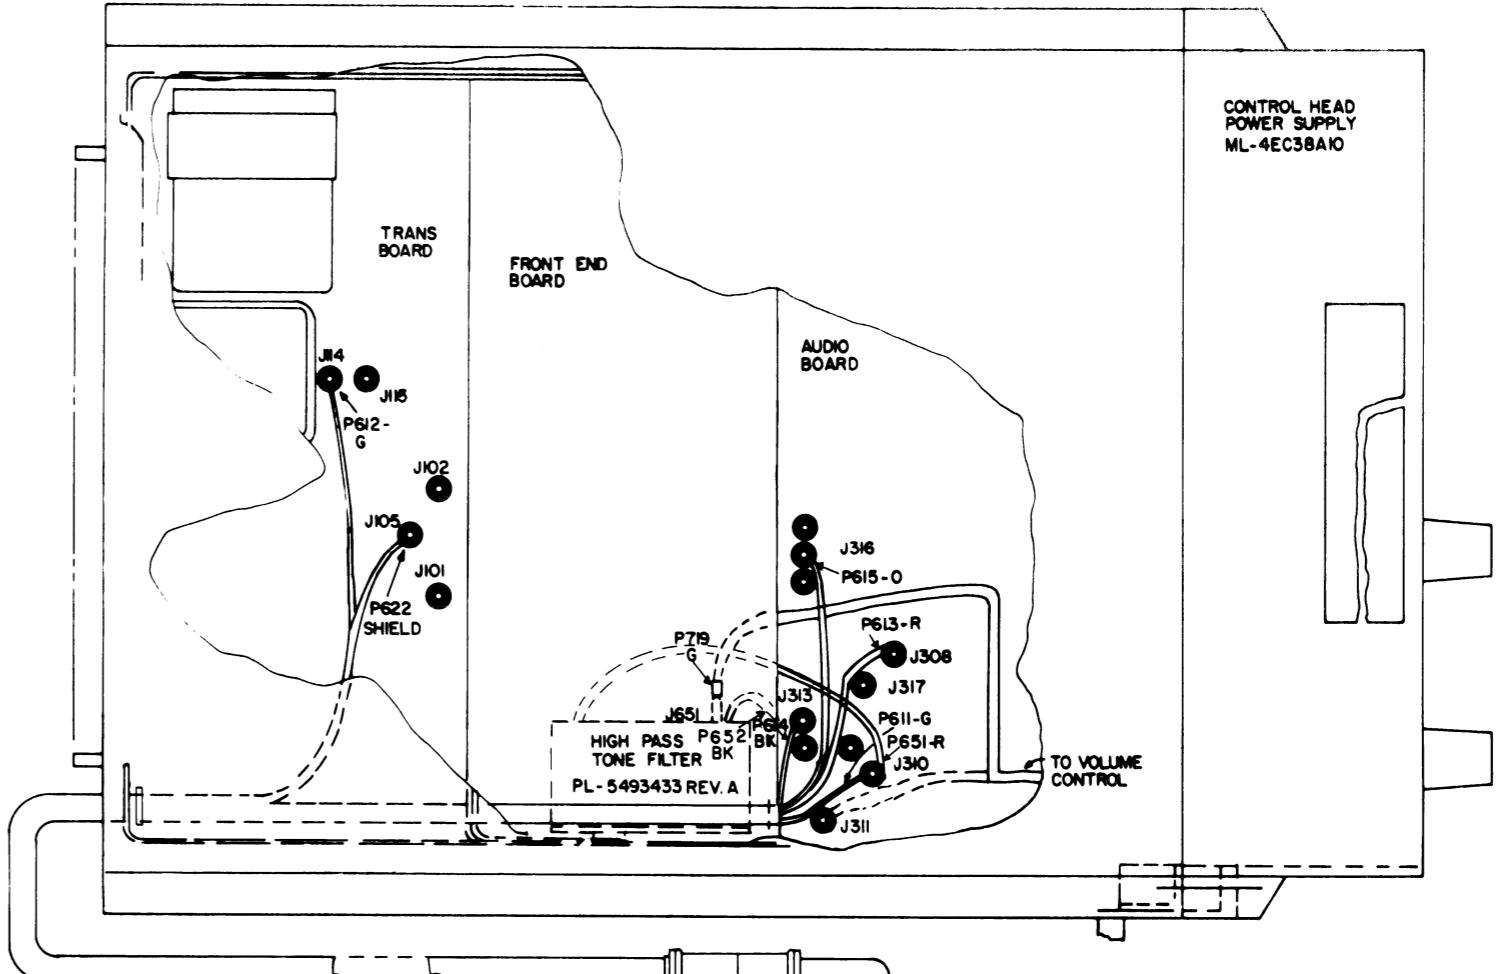 CONTROL HEAD
POWER SUPPLY
ML-4EC38A10
TRANS
BOARD
FRONT END
BOARD
AUDIO
BOARD
J114
J115
P612-
G
J102
J105
J101
P622
SHIELD
J316
P615-O
P613-R
J308
J317
P719
G
J313
J651
P652
BK
P614
BK
P611-G
P651-R
J310
J311
HIGH PASS
TONE FILTER
PL-5493433 REV. A
TO VOLUME
CONTROL